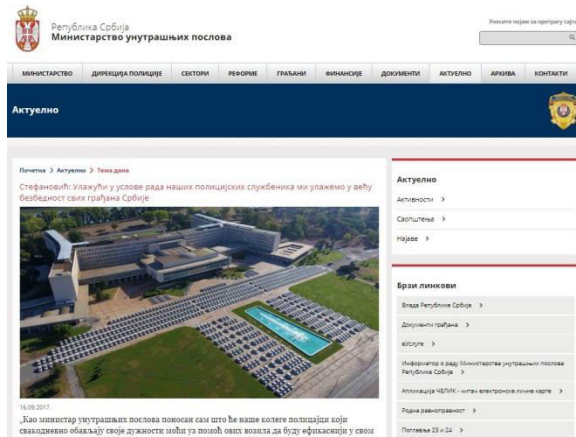 Република Србија
Министарство унутрашњих послова
Унесите појам за претрагу сајта
МИНИСТАРСТВО ДИРЕКЦИЈА ПОЛИЦИЈЕ СЕКТОРИ РЕФОРМЕ ГРАЂАНИ ФИНАНСИЈЕ ДОКУМЕНТИ АКТУЕЛНО АРХИВА КОНТАКТИ
Актуелно
Почетна > Актуелно > Тема дана
Стефановић: Улажући у услове рада наших полицијских службеника ми улажемо у већу
безбедност свих грађана Србије
16.09.2017.
„Као министар унутрашњих послова поносан сам што ће наше колеге полицајци који
свакодневно обављају своје дужности моћи уз помоћ ових возила да буду ефикаснији у свом
Актуелно
Активности >
Саопштења >
Најаве >
Брзи линкови
Влада Републике Србије >
Документи грађана >
еУслуге >
Информатор о раду Министарства унутрашњих послова
Републике Србије >
Апликација ЧЕЛИК - читач електронске личне карте >
Родна равноправност >
Поглавље 23 и 24 >